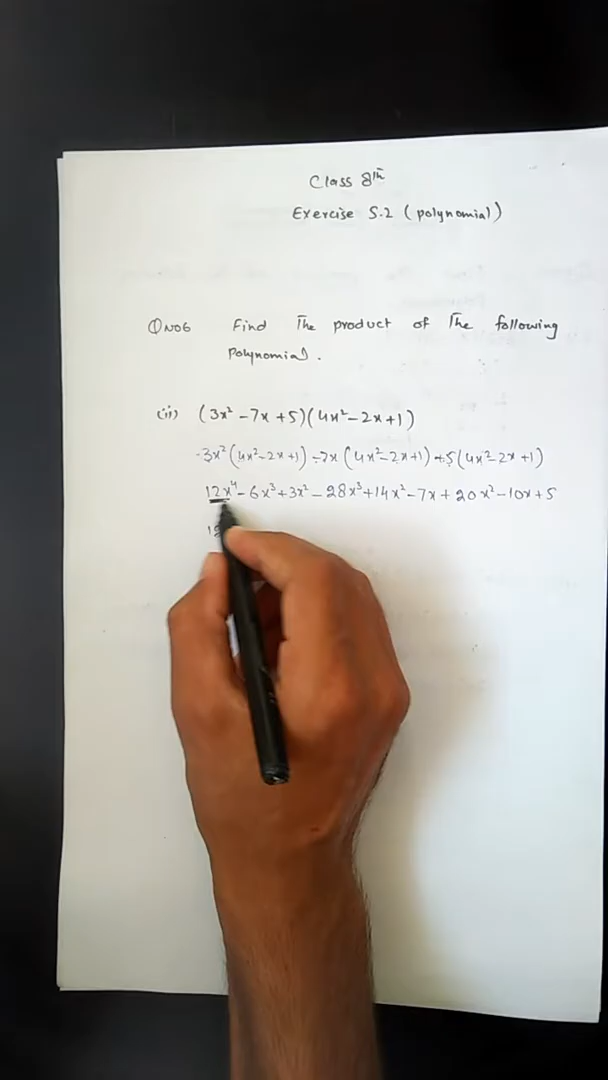 Class 8th
Exercise 5.2 (polynomial)
QNO6 Find The product of The following
Polynomial.
(ii) (3x² -7x +5)(4x²-2x+1)
3x²(4x²-2x+1) -7x(4x²-2x+1) +5(4x²-2x+1)
12x⁴-6x³+3x²-28x³+14x²-7x+20x²-10x+5